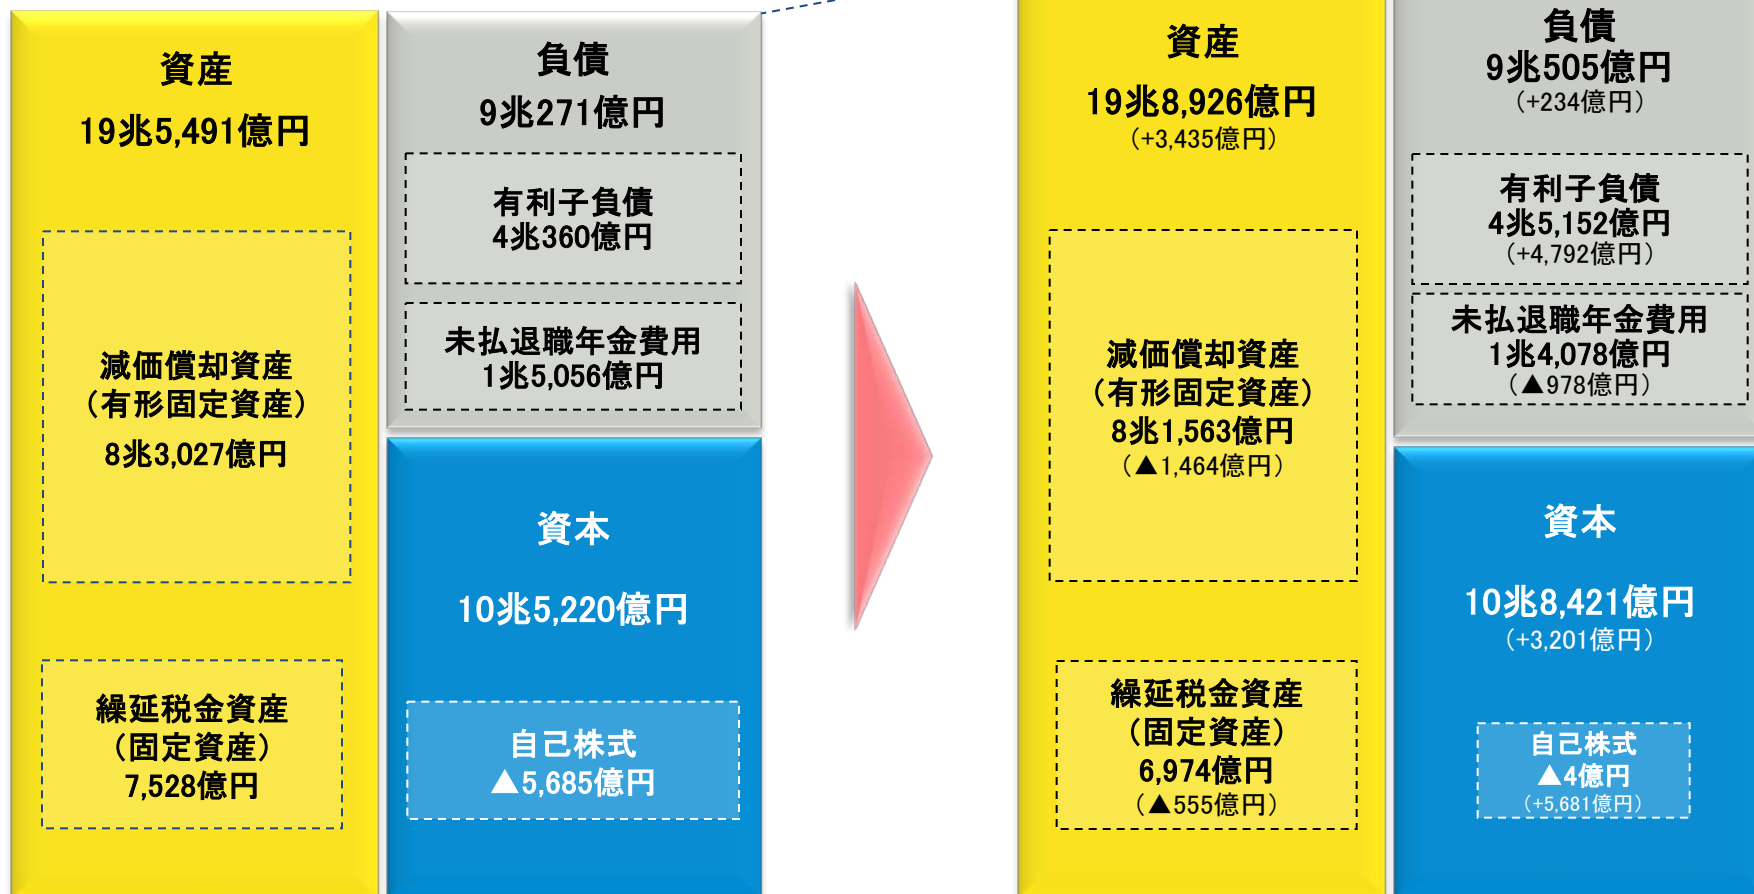 資産
19兆5,491億円
減価償却資産
（有形固定資産）
8兆3,027億円
繰延税金資産
（固定資産）
7,528億円
負債
9兆271億円
有利子負債
4兆360億円
未払退職年金費用
1兆5,056億円
資本
10兆5,220億円
自己株式
▲5,685億円
資産
19兆8,926億円
（+3,435億円）
減価償却資産
（有形固定資産）
8兆1,563億円
（▲1,464億円）
繰延税金資産
（固定資産）
6,974億円
（▲555億円）
負債
9兆505億円
（+234億円）
有利子負債
4兆5,152億円
（+4,792億円）
未払退職年金費用
1兆4,078億円
（▲978億円）
資本
10兆8,421億円
（+3,201億円）
自己株式
▲4億円
（+5,681億円）